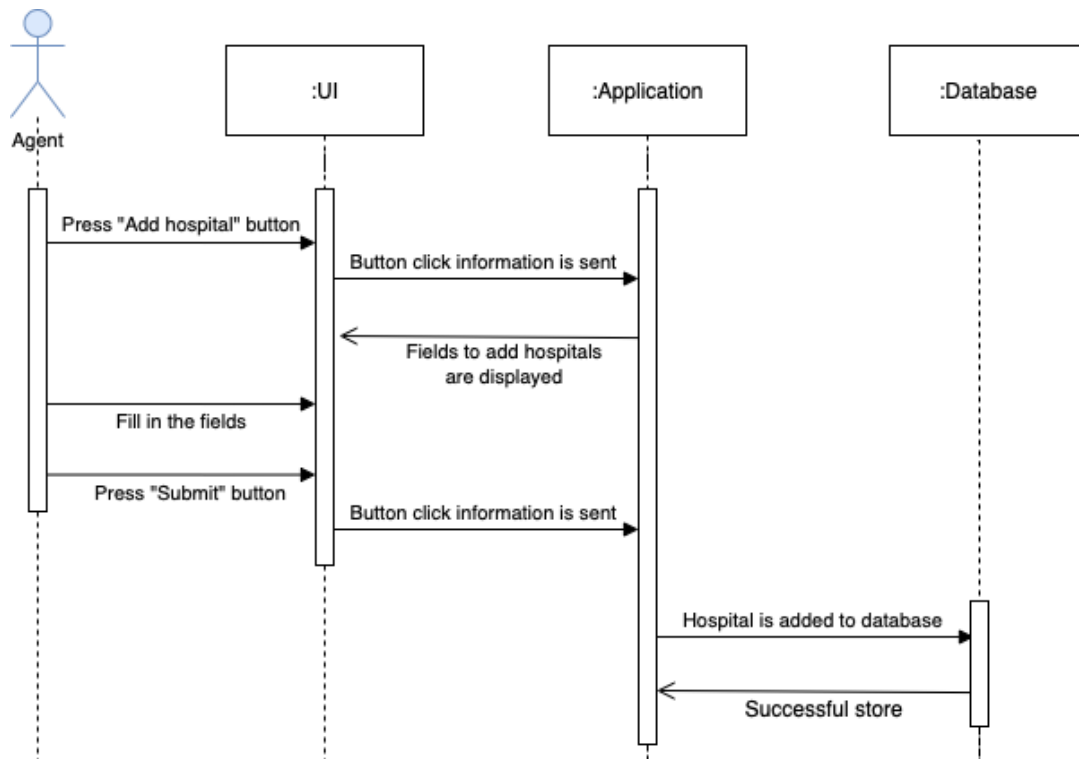 :UI
:Application
:Database
Agent
Press "Add hospital" button
Button click information is sent
Fields to add hospitals
are displayed
Fill in the fields
Press "Submit" button
Button click information is sent
Hospital is added to database
Successful store